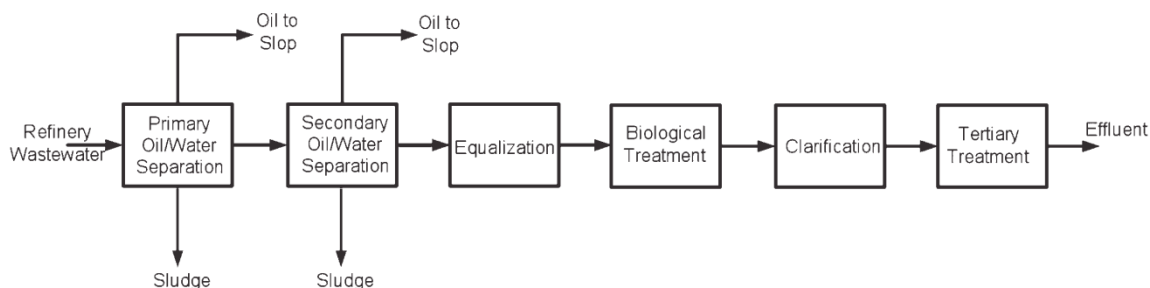 Oil to
Slop
Oil to
Slop
Refinery
Wastewater
Primary
Oil/Water
Separation
Secondary
Oil/Water
Separation
Equalization
Biological
Treatment
Clarification
Tertiary
Treatment
Effluent
Sludge
Sludge